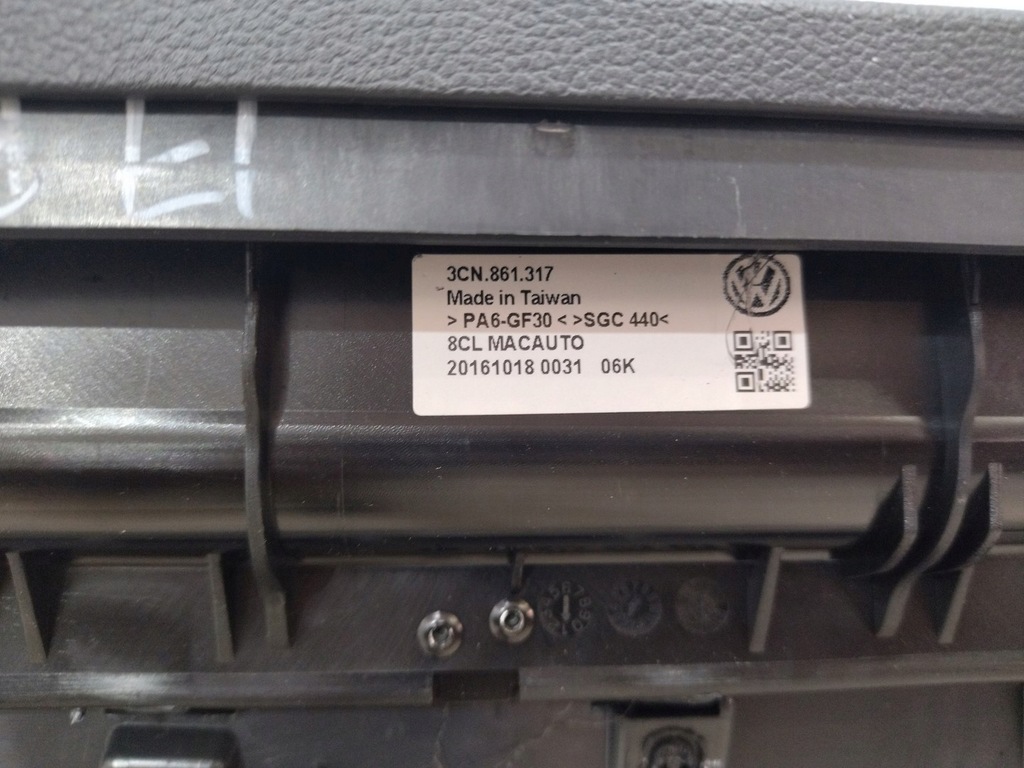 3CN.861.317
Made in Taiwan
> PA6-GF30 < >SGC 440<
8CL MACAUTO
20161018 0031 06K